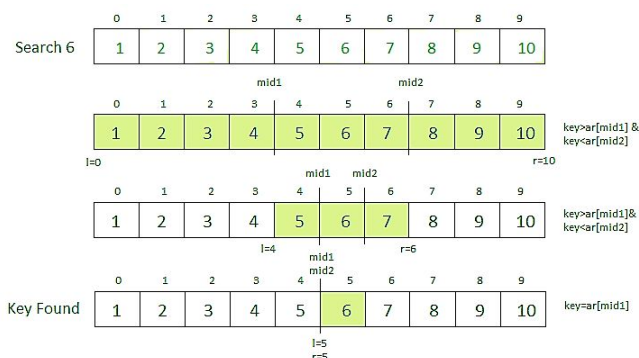 0 1 2 3 4 5 6 7 8 9
Search 6 1 2 3 4 5 6 7 8 9 10
mid1 mid2
0 1 2 3 4 5 6 7 8 9
1 2 3 4 5 6 7 8 9 10 key>ar[mid1] &
key<ar[mid2]
l=0 r=10
mid1 mid2
0 1 2 3 4 5 6 7 8 9
1 2 3 4 5 6 7 8 9 10 key>ar[mid1]&
key<ar[mid2]
l=4 r=6
mid1
mid2
0 1 2 3 4 5 6 7 8 9
Key Found 1 2 3 4 5 6 7 8 9 10 key=ar[mid1]
l=5
r=5